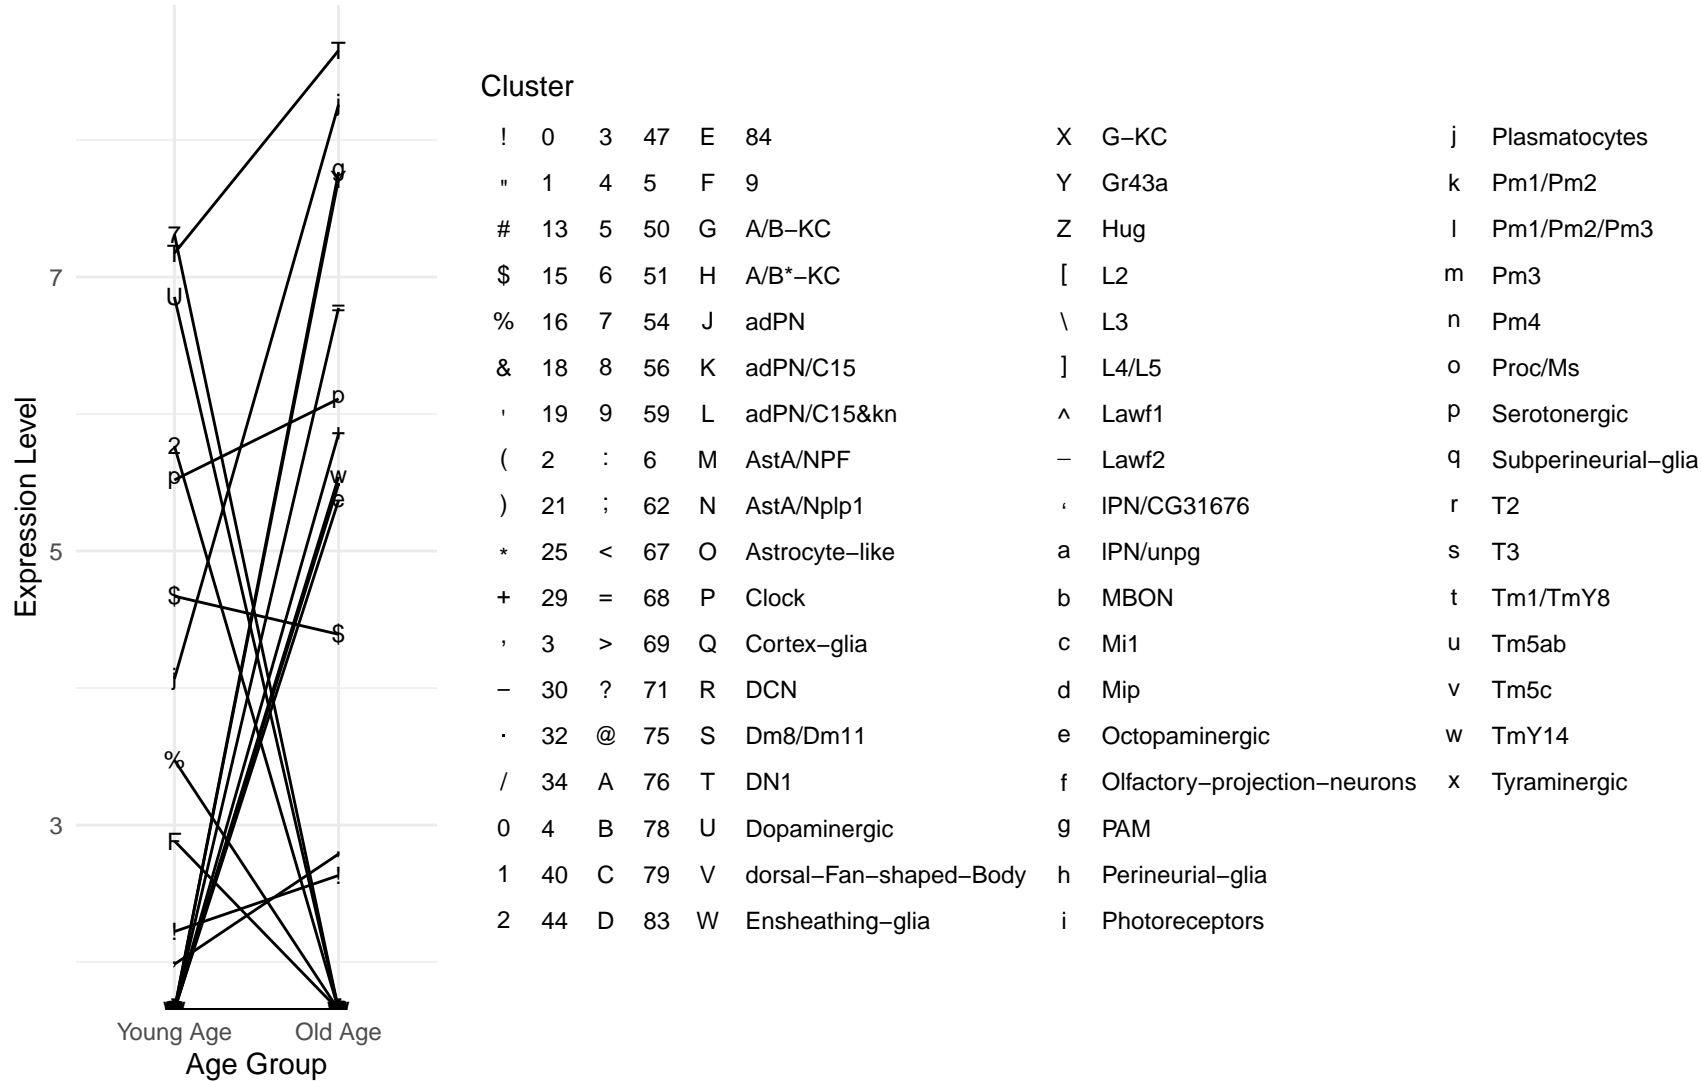 Cluster
! 0 3 47 E 84 X G−KC j Plasmatocytes
" 1 4 5 F 9 Y Gr43a k Pm1/Pm2
# 13 5 50 G A/B−KC Z Hug l Pm1/Pm2/Pm3
$ 15 6 51 H A/B*−KC [ L2 m Pm3
% 16 7 54 J adPN \ L3 n Pm4
& 18 8 56 K adPN/C15 ] L4/L5 o Proc/Ms
' 19 9 59 L adPN/C15&kn ^ Lawf1 p Serotonergic
( 2 : 6 M AstA/NPF − Lawf2 q Subperineurial−glia
) 21 ; 62 N AstA/Nplp1 ‘ lPN/CG31676 r T2
* 25 < 67 O Astrocyte−like a lPN/unpg s T3
+ 29 = 68 P Clock b MBON t Tm1/TmY8
, 3 > 69 Q Cortex−glia c Mi1 u Tm5ab
− 30 ? 71 R DCN d Mip v Tm5c
. 32 @ 75 S Dm8/Dm11 e Octopaminergic w TmY14
/ 34 A 76 T DN1 f Olfactory−projection−neurons x Tyraminergic
0 4 B 78 U Dopaminergic g PAM
1 40 C 79 V dorsal−Fan−shaped−Body h Perineurial−glia
2 44 D 83 W Ensheathing−glia i Photoreceptors
Expression Level
7
5
3
T
j
7
T
U
=
p
2
p
+
w
e
$
$
j
%
F
!
!
Young Age Old Age
Age Group